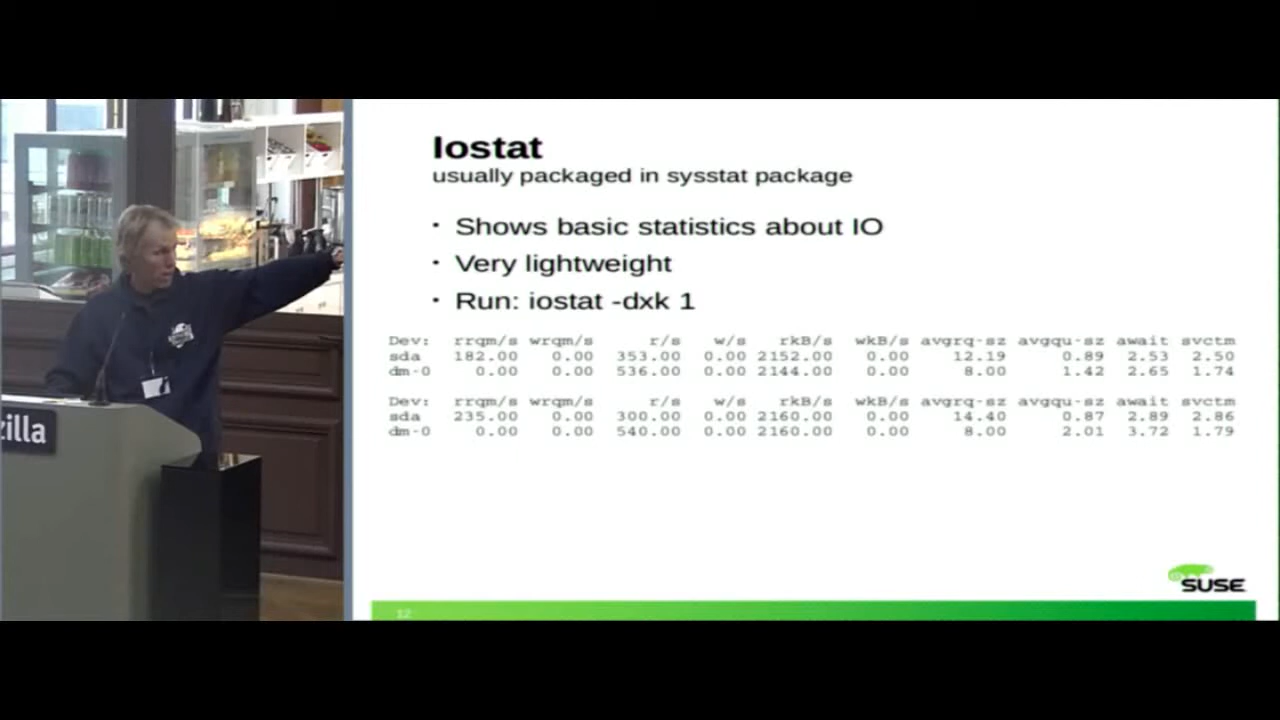 Iostat
usually packaged in sysstat package
· Shows basic statistics about IO
· Very lightweight
· Run: iostat -dxk 1
Dev: rrqm/s wrqm/s r/s w/s rkB/s wkB/s avgrq-sz avgqu-sz await svctm
sda 182.00 0.00 353.00 0.00 2152.00 0.00 12.19 0.89 2.53 2.50
dm-0 0.00 0.00 536.00 0.00 2144.00 0.00 8.00 1.42 2.65 1.74
Dev: rrqm/s wrqm/s r/s w/s rkB/s wkB/s avgrq-sz avgqu-sz await svctm
sda 235.00 0.00 300.00 0.00 2160.00 0.00 14.40 0.87 2.89 2.86
dm-0 0.00 0.00 540.00 0.00 2160.00 0.00 8.00 2.01 3.72 1.79
zilla
SUSE
12